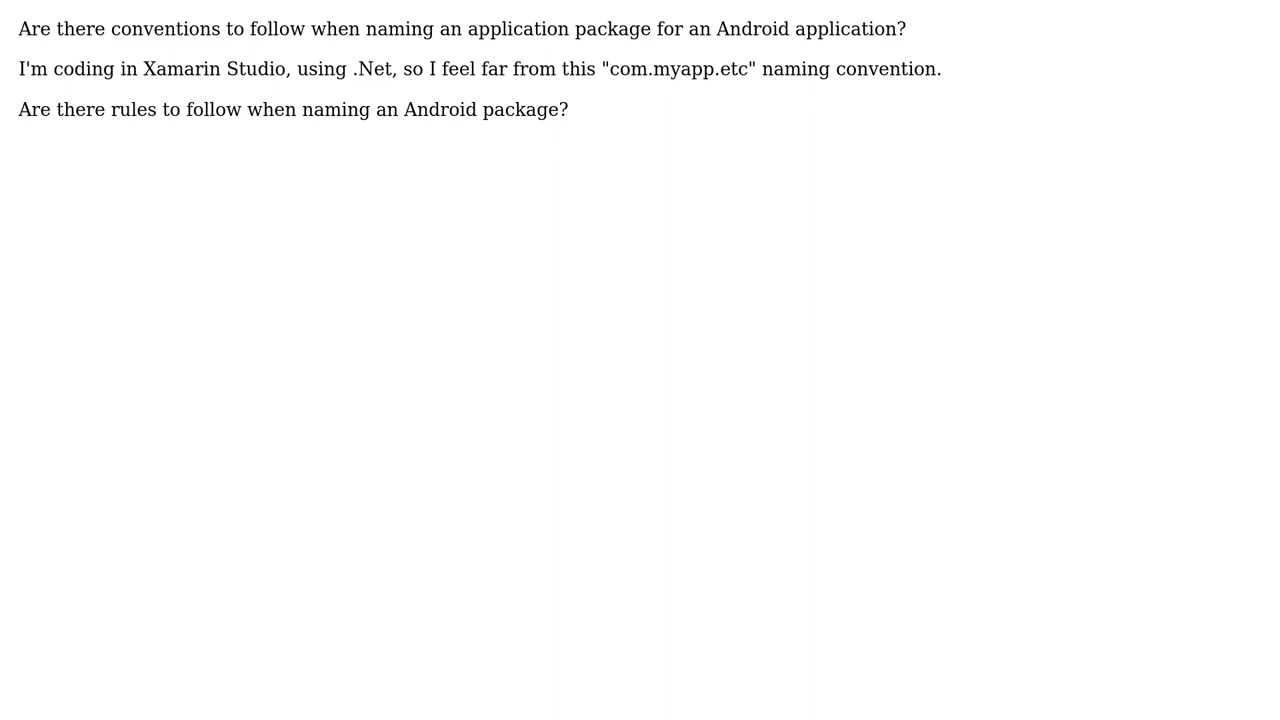 Are there conventions to follow when naming an application package for an Android application?
I'm coding in Xamarin Studio, using .Net, so I feel far from this "com.myapp.etc" naming convention.
Are there rules to follow when naming an Android package?